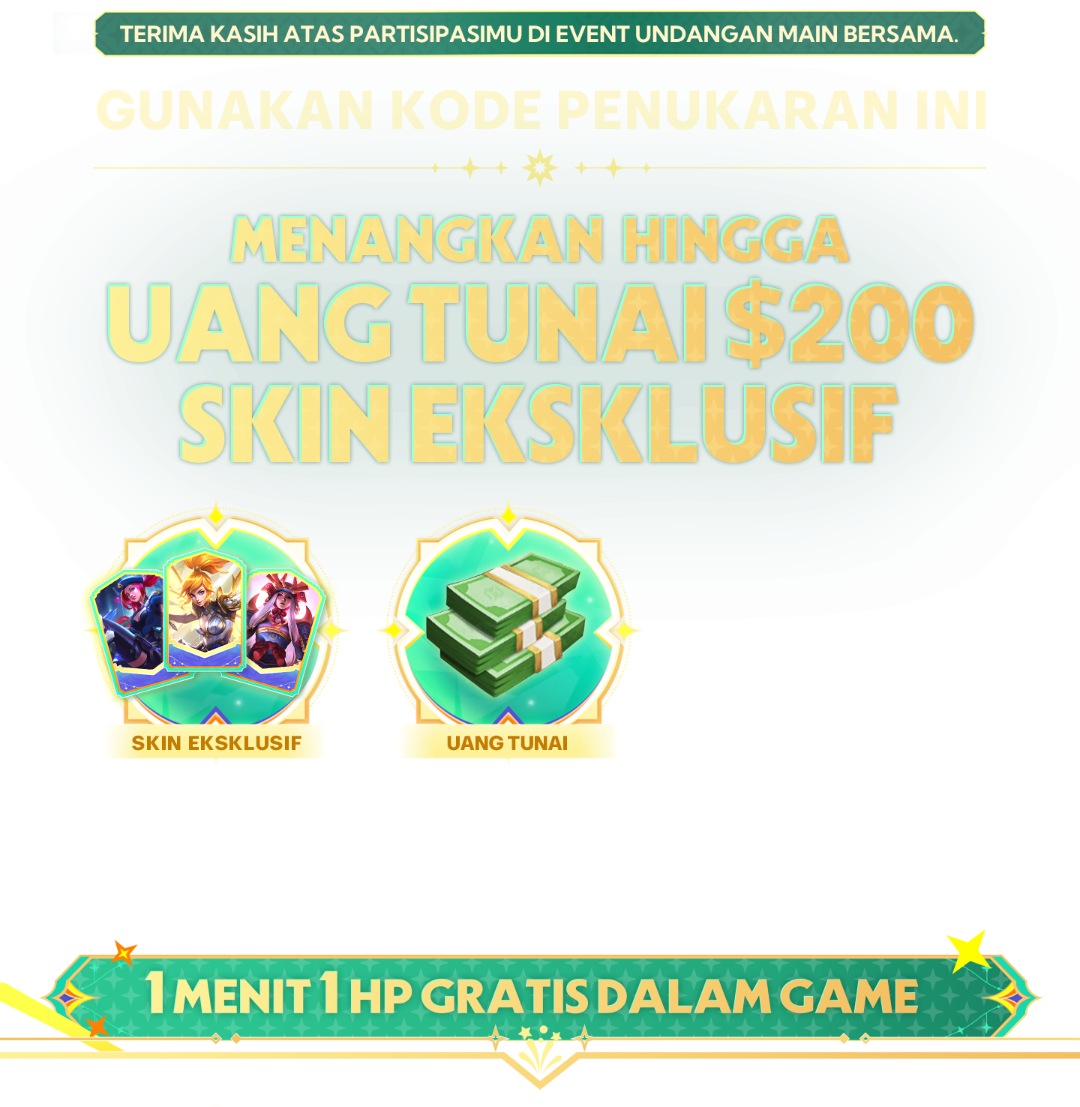 TERIMA KASIH ATAS PARTISIPASIMU DI EVENT UNDANGAN MAIN BERSAMA.
GUNAKAN KODE PENUKARAN INI
MENANGKAN HINGGA
UANG TUNAI $200
SKIN EKSKLUSIF
SKIN EKSKLUSIF
UANG TUNAI
1 MENIT 1 HP GRATIS DALAM GAME